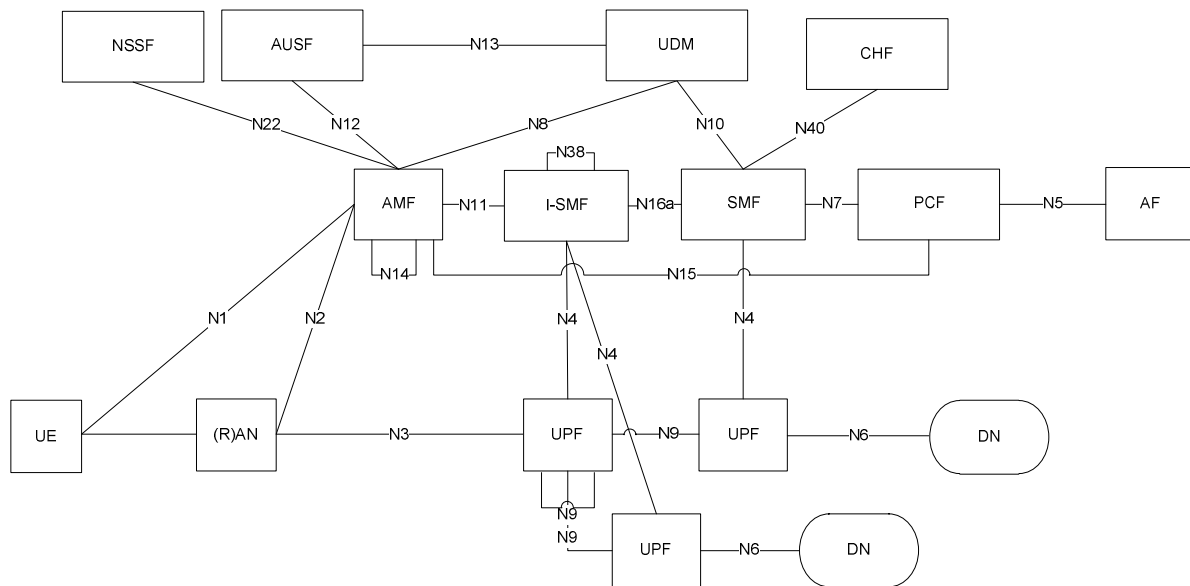 NSSF
AUSF
N13
UDM
CHF
N22
N12
N8
N10
N40
N38
AMF
N11
I-SMF
N16a
SMF
N7
PCF
N5
AF
N14
N15
N1
N2
N4
N4
N4
UE
(R)AN
N3
UPF
N9
UPF
N6
DN
N9
N9
UPF
N6
DN